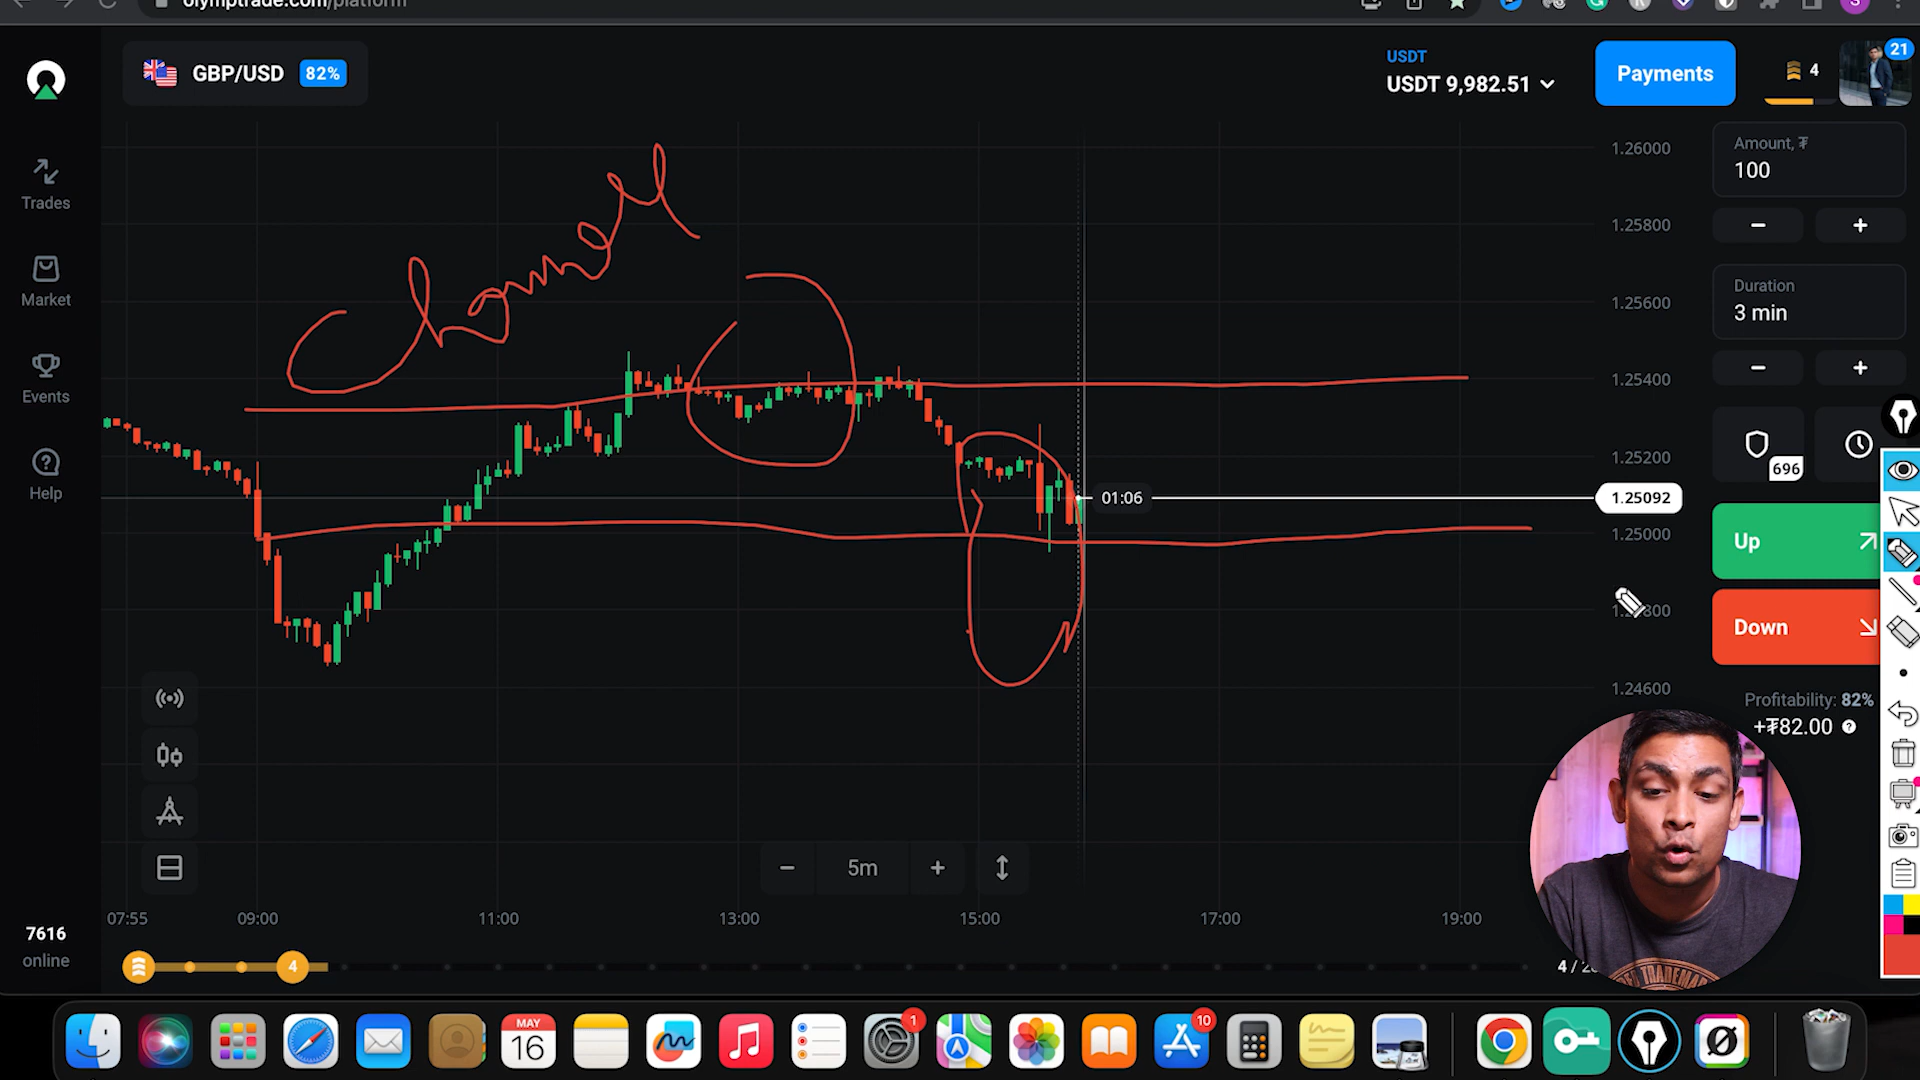 olymptrade.com/platform
GBP/USD 82%
USDT
USDT 9,982.51
Payments
4
21
Trades
Market
Events
Help
7616
online
Channel
1.26000
1.25800
1.25600
1.25400
1.25200
1.25092
1.25000
1.24600
01:06
Amount, ₮
100
− +
Duration
3 min
− +
696
Up
Down
Profitability: 82%
+₮82.00
− 5m +
07:55 09:00 11:00 13:00 15:00 17:00 19:00
4
MAY
16
1
10